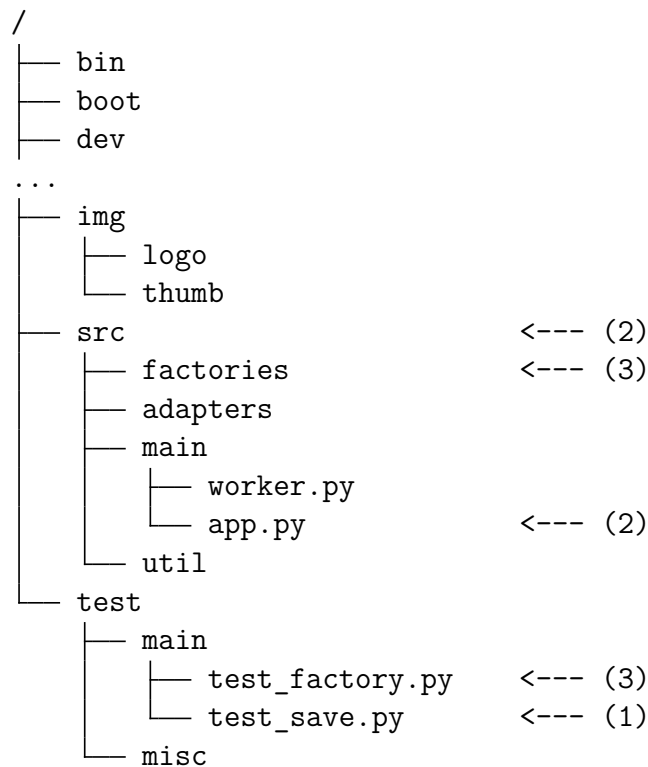 /
├── bin
├── boot
├── dev
...
├── img
│   ├── logo
│   └── thumb
├── src <--- (2)
│   ├── factories <--- (3)
│   ├── adapters
│   ├── main
│   │   ├── worker.py
│   │   └── app.py <--- (2)
│   └── util
└── test
    ├── main
    │   ├── test_factory.py <--- (3)
    │   └── test_save.py <--- (1)
    └── misc